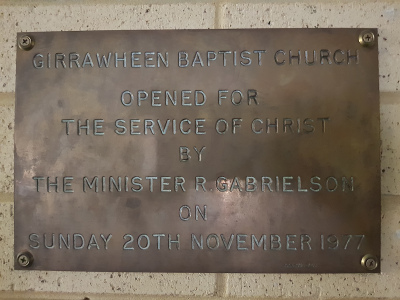 GIRRAWHEEN BAPTIST CHURCH
OPENED FOR
THE SERVICE OF CHRIST
BY
THE MINISTER R. GABRIELSON
ON
SUNDAY 20TH NOVEMBER 1977